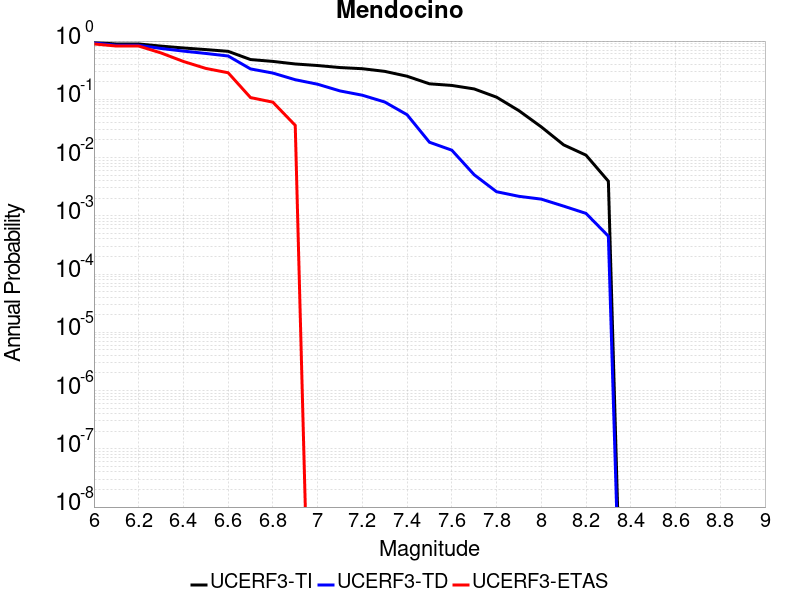 Mendocino
10^0
10^-1
10^-2
10^-3
10^-4
10^-5
10^-6
10^-7
10^-8
Annual Probability
6 6.2 6.4 6.6 6.8 7 7.2 7.4 7.6 7.8 8 8.2 8.4 8.6 8.8 9
Magnitude
UCERF3-TI UCERF3-TD UCERF3-ETAS